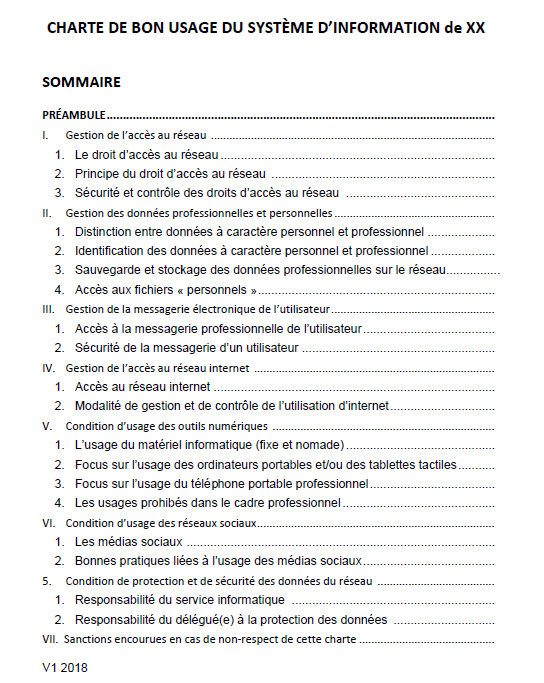 CHARTE DE BON USAGE DU SYSTÈME D'INFORMATION de XX
SOMMAIRE
PRÉAMBULE
I. Gestion de l'accès au réseau
1. Le droit d'accès au réseau
2. Principe du droit d'accès au réseau
3. Sécurité et contrôle des droits d'accès au réseau
II. Gestion des données professionnelles et personnelles
1. Distinction entre données à caractère personnel et professionnel
2. Identification des données à caractère personnel et professionnel
3. Sauvegarde et stockage des données professionnelles sur le réseau
4. Accès aux fichiers « personnels »
III. Gestion de la messagerie électronique de l'utilisateur
1. Accès à la messagerie professionnelle de l'utilisateur
2. Sécurité de la messagerie d'un utilisateur
IV. Gestion de l'accès au réseau internet
1. Accès au réseau internet
2. Modalité de gestion et de contrôle de l'utilisation d'internet
V. Condition d'usage des outils numériques
1. L'usage du matériel informatique (fixe et nomade)
2. Focus sur l'usage des ordinateurs portables et/ou des tablettes tactiles
3. Focus sur l'usage du téléphone portable professionnel
4. Les usages prohibés dans le cadre professionnel
VI. Condition d'usage des réseaux sociaux
1. Les médias sociaux
2. Bonnes pratiques liées à l'usage des médias sociaux
5. Condition de protection et de sécurité des données du réseau
1. Responsabilité du service informatique
2. Responsabilité du délégué(e) à la protection des données
VII. Sanctions encourues en cas de non-respect de cette charte
V1 2018